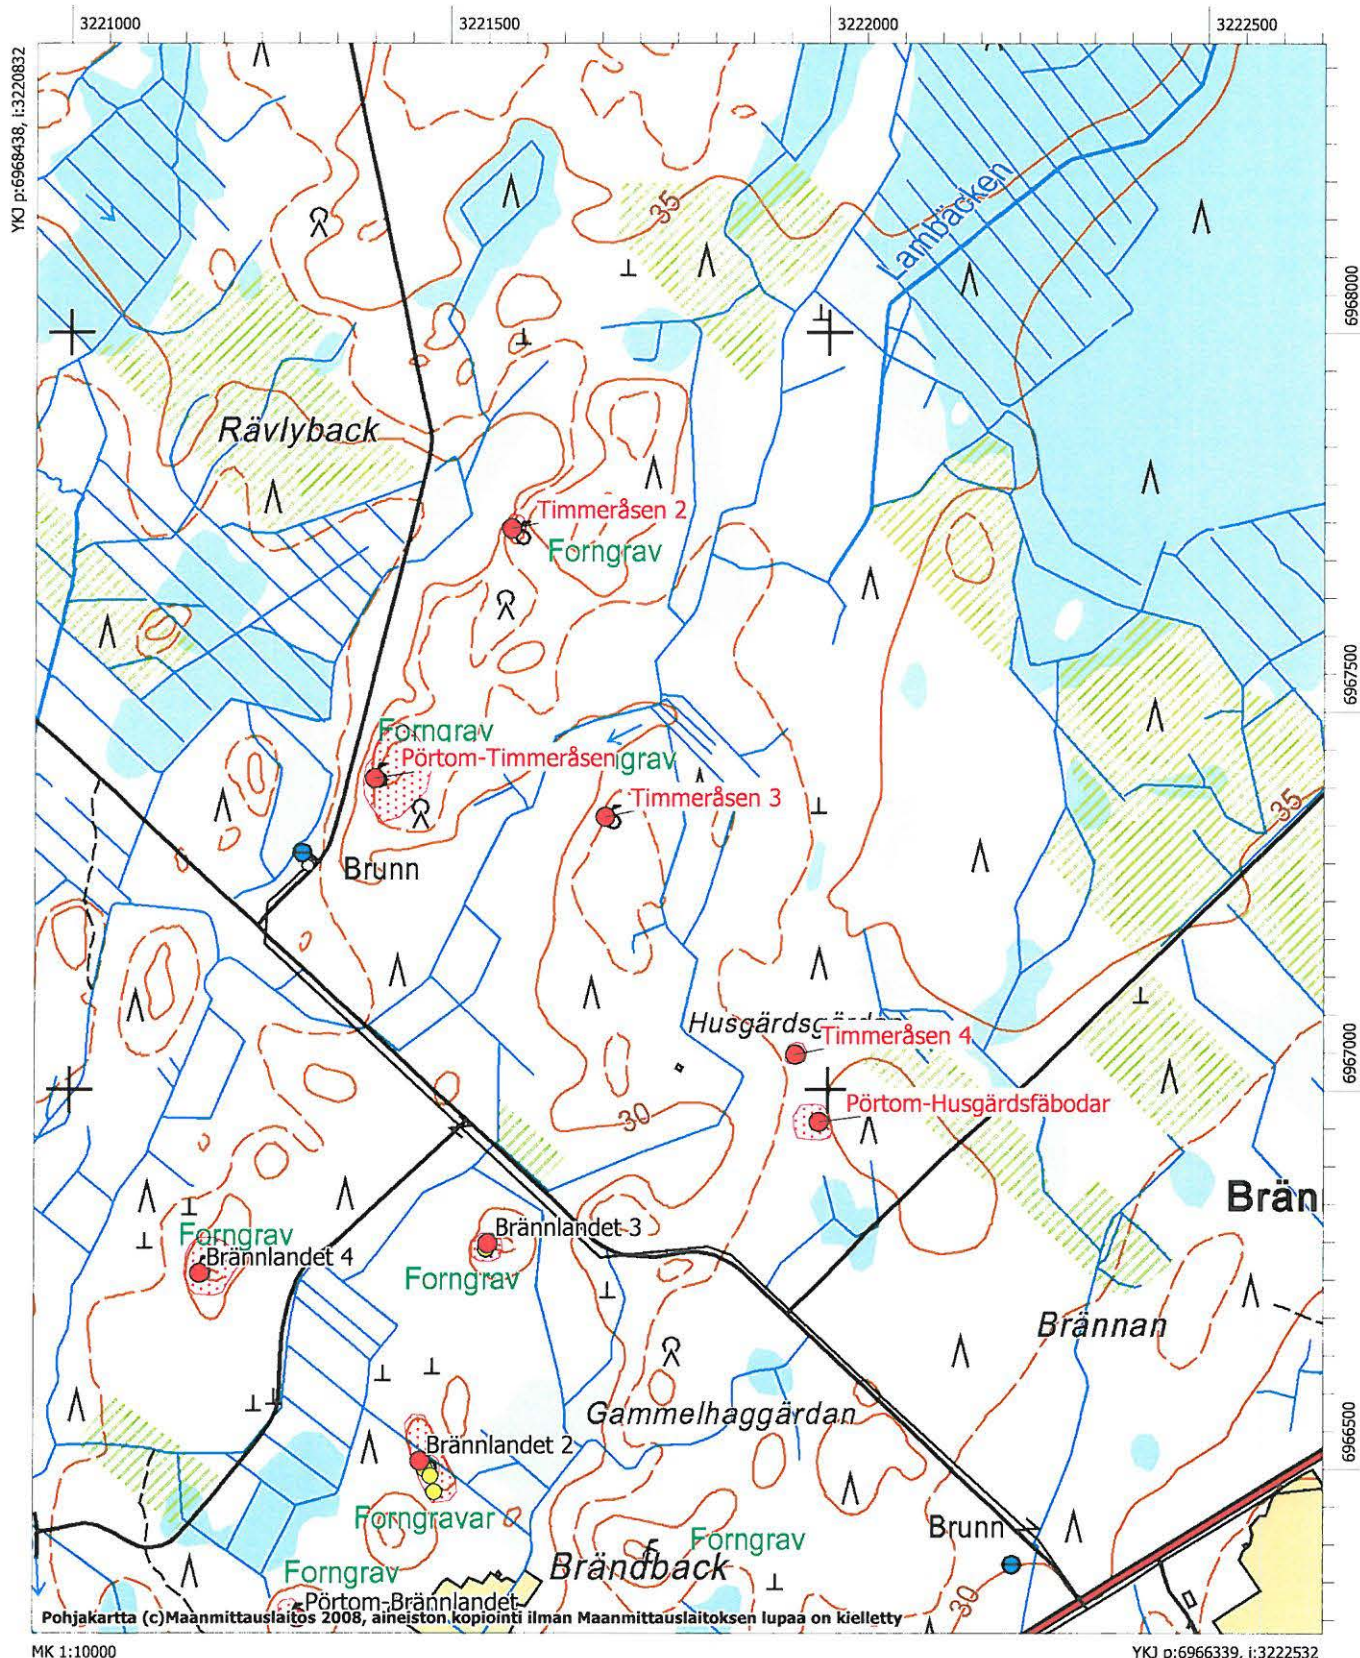 3221000
3221500
3222000
3222500
YKJ p:6968438, i:3220832
35
Lambäcken
6968000
Rävlyback
Timmeråsen 2
Forngrav
6967500
Forngrav
Pörtom-Timmeråsen
grav
Timmeråsen 3
35
Brunn
Timmeråsen 4
6967000
Pörtom-Husgärdsfäbodar
30
Brän
Brännlandet 3
Forngrav
Brännlandet 4
Forngrav
Brännan
Gammelhaggärdan
Brännlandet 2
6966500
Forngravar
Brunn
Forngrav
Brändback
Forngrav
30
Pörtom-Brännlandet
Pohjakartta (c)Maanmittauslaitos 2008, aineiston kopiointi ilman Maanmittauslaitoksen lupaa on kielletty
MK 1:10000
YKJ p:6966339, i:3222532